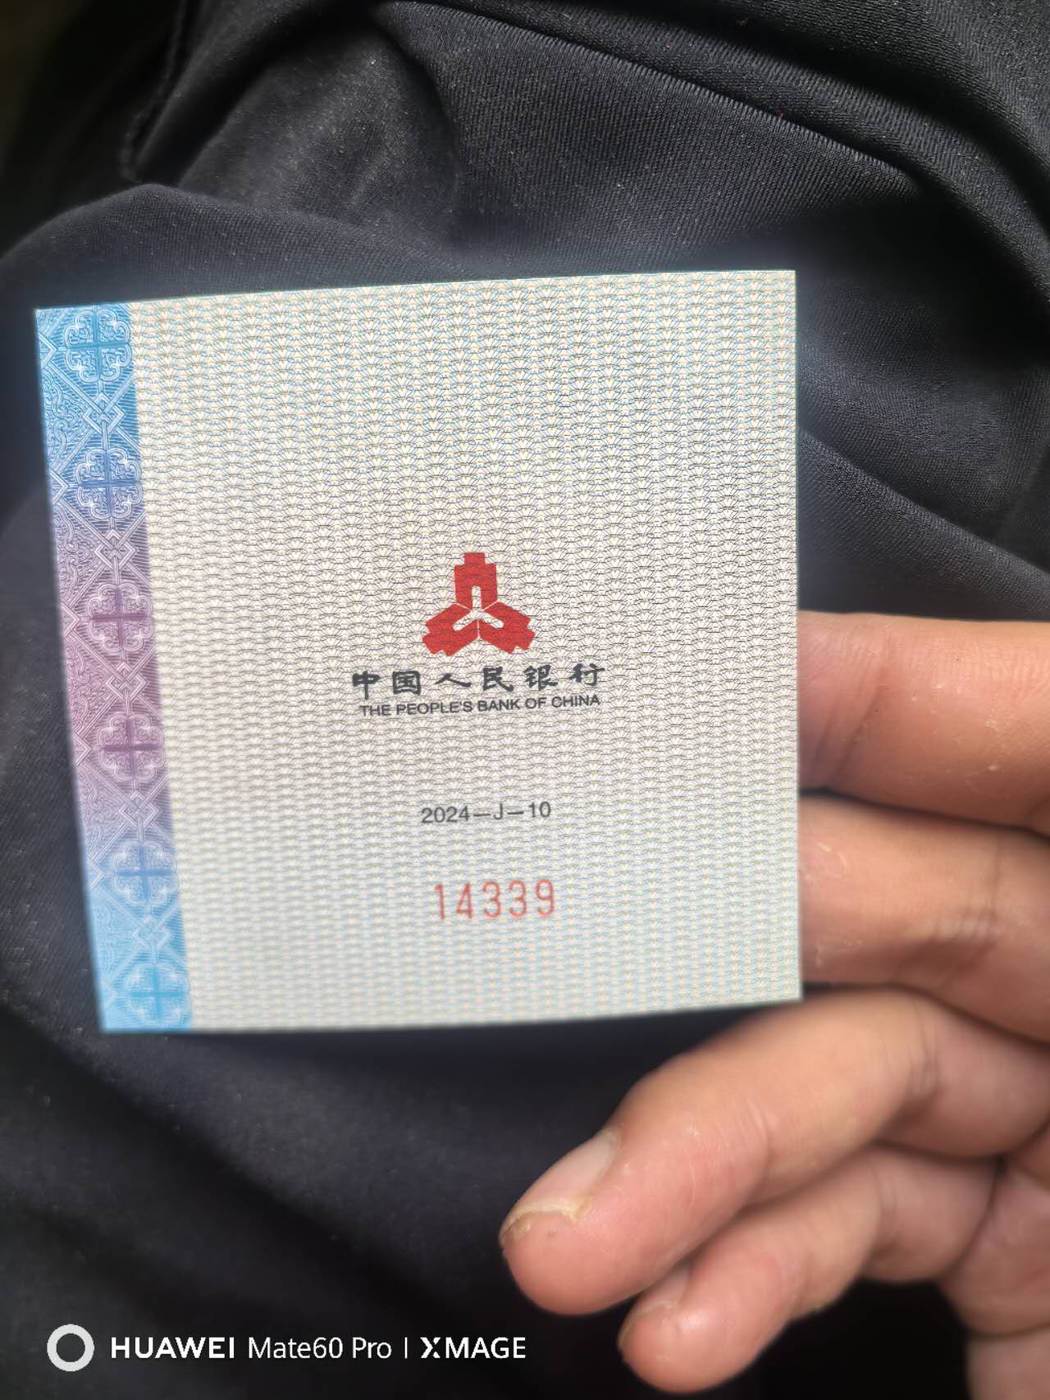 中国人民银行
THE PEOPLE'S BANK OF CHINA
2024—J—10
14339
HUAWEI Mate60 Pro | XMAGE